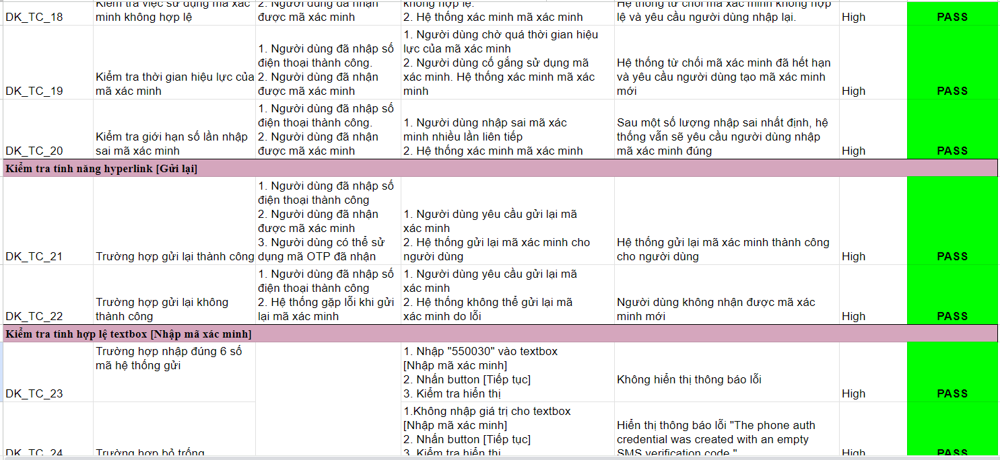 DK_TC_18
Kiểm tra việc sử dụng mã xác
minh không hợp lệ
2. Người dùng đã nhận
được mã xác minh
không hợp lệ.
2. Hệ thống xác minh mã xác minh
Hệ thống từ chối mã xác minh không hợp
lệ và yêu cầu người dùng nhập lại.
High
PASS
DK_TC_19
Kiểm tra thời gian hiệu lực của
mã xác minh
1. Người dùng đã nhập số
điện thoại thành công.
2. Người dùng đã nhận
được mã xác minh
1. Người dùng chờ quá thời gian hiệu
lực của mã xác minh
2. Người dùng cố gắng sử dụng mã
xác minh. Hệ thống xác minh mã xác
minh
Hệ thống từ chối mã xác minh đã hết hạn
và yêu cầu người dùng tạo mã xác minh
mới
High
PASS
DK_TC_20
Kiểm tra giới hạn số lần nhập
sai mã xác minh
1. Người dùng đã nhập số
điện thoại thành công.
2. Người dùng đã nhận
được mã xác minh
1. Người dùng nhập sai mã xác
minh nhiều lần liên tiếp
2. Hệ thống xác minh mã xác minh
Sau một số lượng nhập sai nhất định, hệ
thống vẫn sẽ yêu cầu người dùng nhập
mã xác minh đúng
High
PASS
Kiểm tra tính năng hyperlink [Gửi lại]
DK_TC_21
Trường hợp gửi lại thành công
1. Người dùng đã nhập số
điện thoại thành công
2. Người dùng đã nhận
được mã xác minh
3. Người dùng có thể sử
dụng mã OTP đã nhận
1. Người dùng yêu cầu gửi lại mã
xác minh
2. Hệ thống gửi lại mã xác minh cho
người dùng
Hệ thống gửi lại mã xác minh thành công
cho người dùng
High
PASS
DK_TC_22
Trường hợp gửi lại không
thành công
1. Người dùng đã nhập số
điện thoại thành công
2. Hệ thống gặp lỗi khi gửi
lại mã xác minh
1. Người dùng yêu cầu gửi lại mã
xác minh
2. Hệ thống không thể gửi lại mã
xác minh do lỗi
Người dùng không nhận được mã xác
minh mới
High
PASS
Kiểm tra tính hợp lệ textbox [Nhập mã xác minh]
DK_TC_23
Trường hợp nhập đúng 6 số
mã hệ thống gửi
1. Nhập "550030" vào textbox
[Nhập mã xác minh]
2. Nhấn button [Tiếp tục]
3. Kiểm tra hiển thị
Không hiển thị thông báo lỗi
High
PASS
DK_TC_24
Trường hợp bỏ trống
1.Không nhập giá trị cho textbox
[Nhập mã xác minh]
2. Nhấn button [Tiếp tục]
3. Kiểm tra hiển thị
Hiển thị thông báo lỗi "The phone auth
credential was created with an empty
SMS verification code."
High
PASS